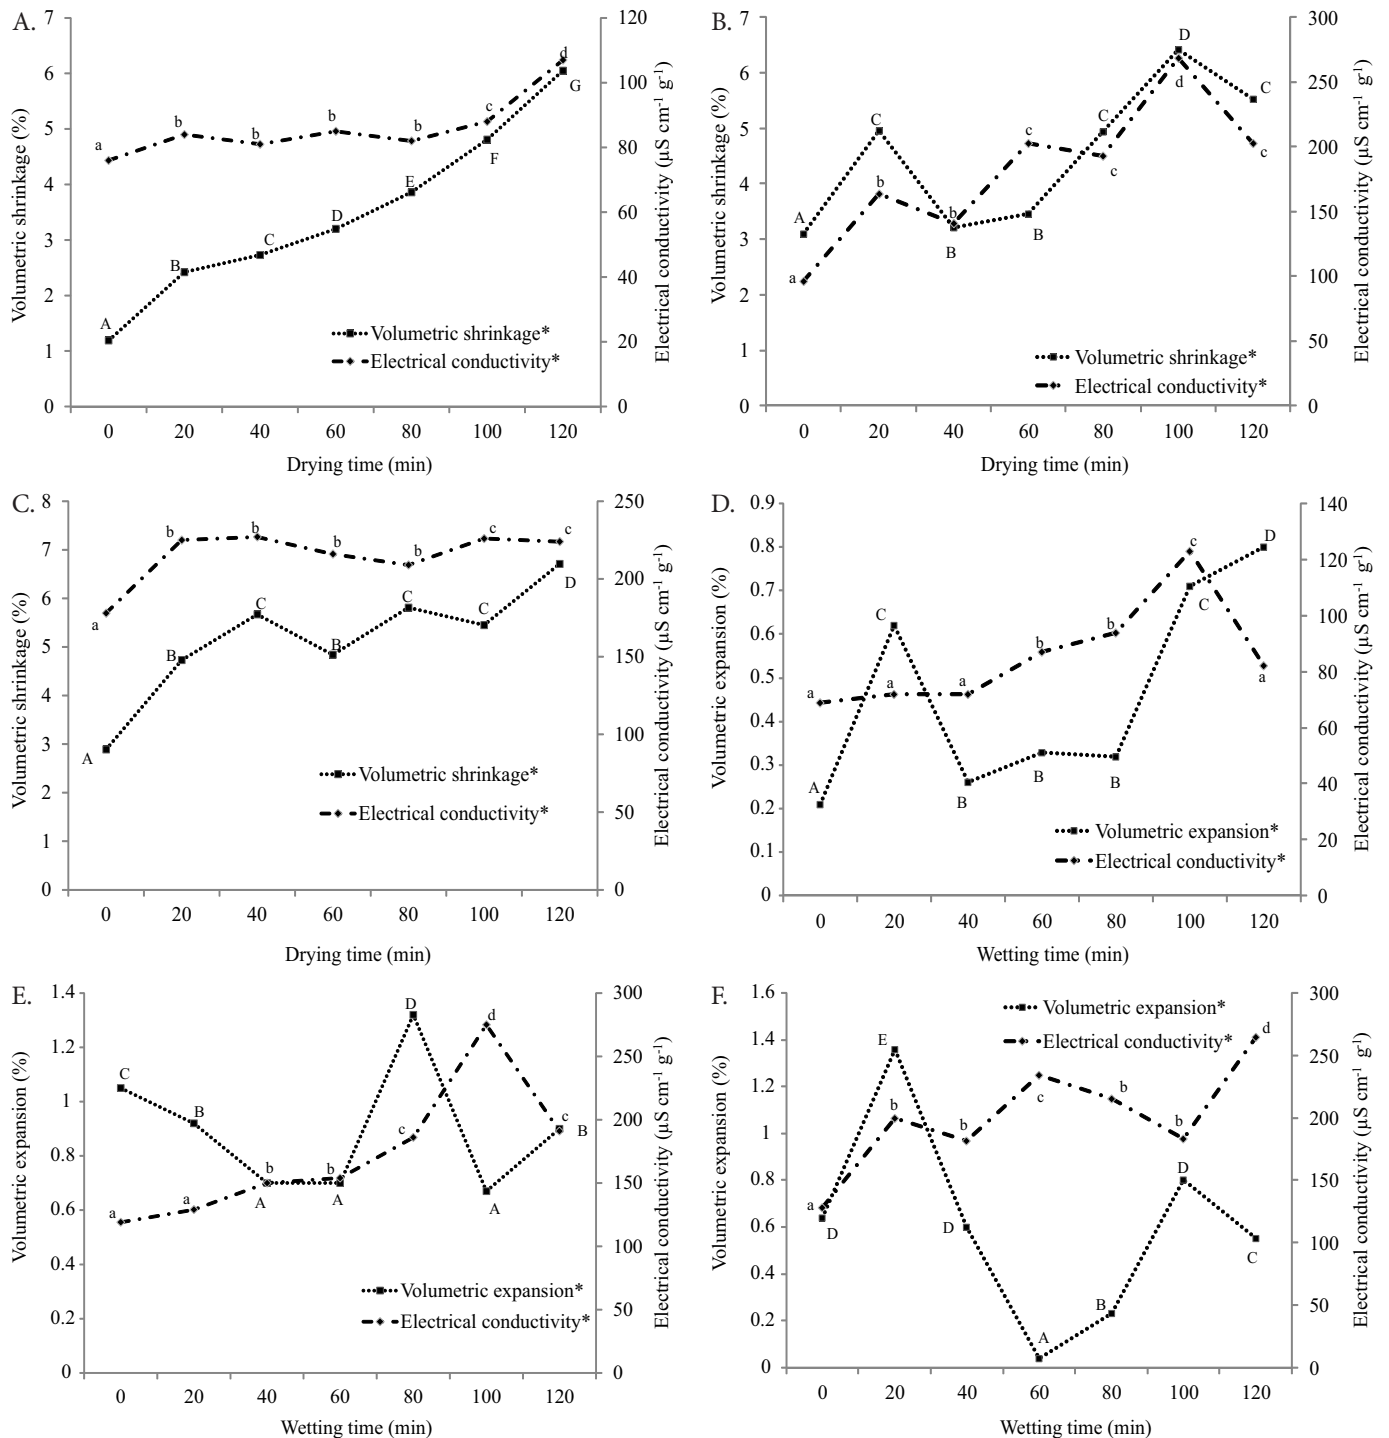 A.
Volumetric shrinkage (%)
7
6
5
4
3
2
1
0
120
100
80
60
40
20
0
Electrical conductivity (µS cm-1 g-1)
a b b b b c d
A B C D E F G
Volumetric shrinkage*
Electrical conductivity*
0 20 40 60 80 100 120
Drying time (min)
B.
Volumetric shrinkage (%)
7
6
5
4
3
2
1
0
300
250
200
150
100
50
0
Electrical conductivity (µS cm-1 g-1)
A C B B C D C
a b b c c d c
Volumetric shrinkage*
Electrical conductivity*
0 20 40 60 80 100 120
Drying time (min)
C.
Volumetric shrinkage (%)
8
7
6
5
4
3
2
1
0
250
200
150
100
50
0
Electrical conductivity (µS cm-1 g-1)
a b b b b c c
A B C B C C D
Volumetric shrinkage*
Electrical conductivity*
0 20 40 60 80 100 120
Drying time (min)
D.
Volumetric expansion (%)
0.9
0.8
0.7
0.6
0.5
0.4
0.3
0.2
0.1
0
140
120
100
80
60
40
20
0
Electrical conductivity (µS cm-1 g-1)
a a a b b c a
A C B B B C D
Volumetric expansion*
Electrical conductivity*
0 20 40 60 80 100 120
Wetting time (min)
E.
Volumetric expansion (%)
1.4
1.2
1
0.8
0.6
0.4
0.2
0
300
250
200
150
100
50
0
Electrical conductivity (µS cm-1 g-1)
C B A A D A B
a a b b c d c
Volumetric expansion*
Electrical conductivity*
0 20 40 60 80 100 120
Wetting time (min)
F.
Volumetric expansion (%)
1.6
1.4
1.2
1
0.8
0.6
0.4
0.2
0
300
250
200
150
100
50
0
Electrical conductivity (µS cm-1 g-1)
Volumetric expansion*
Electrical conductivity*
a b b c b b d
D E D A B D C
0 20 40 60 80 100 120
Wetting time (min)